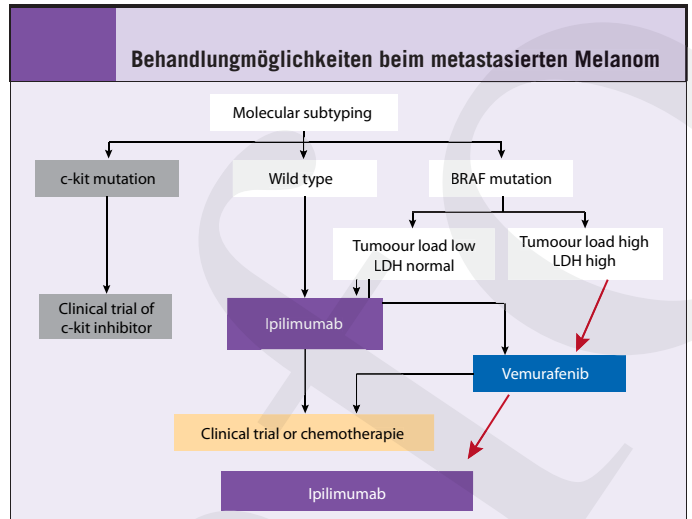 Behandlungmöglichkeiten beim metastasierten Melanom
Molecular subtyping
c-kit mutation
Wild type
BRAF mutation
Tumoour load low
LDH normal
Tumoour load high
LDH high
Clinical trial of
c-kit inhibitor
Ipilimumab
Vemurafenib
Clinical trial or chemotherapie
Ipilimumab